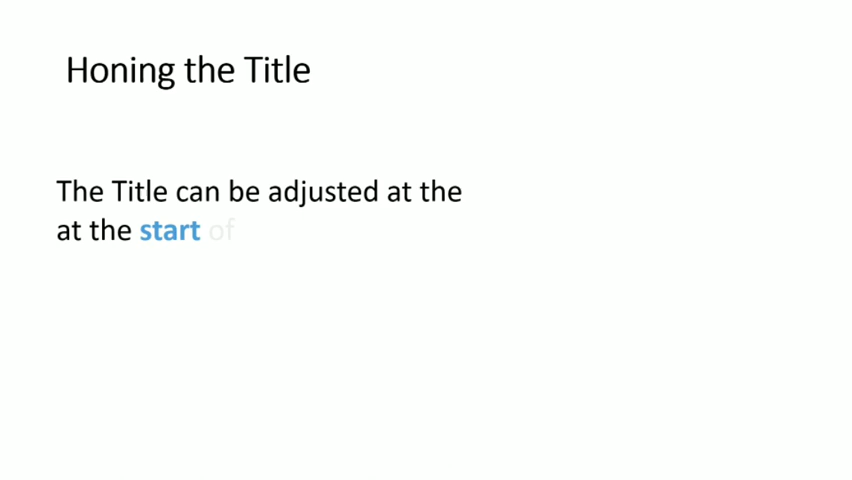 Honing the Title
The Title can be adjusted at the
at the start of